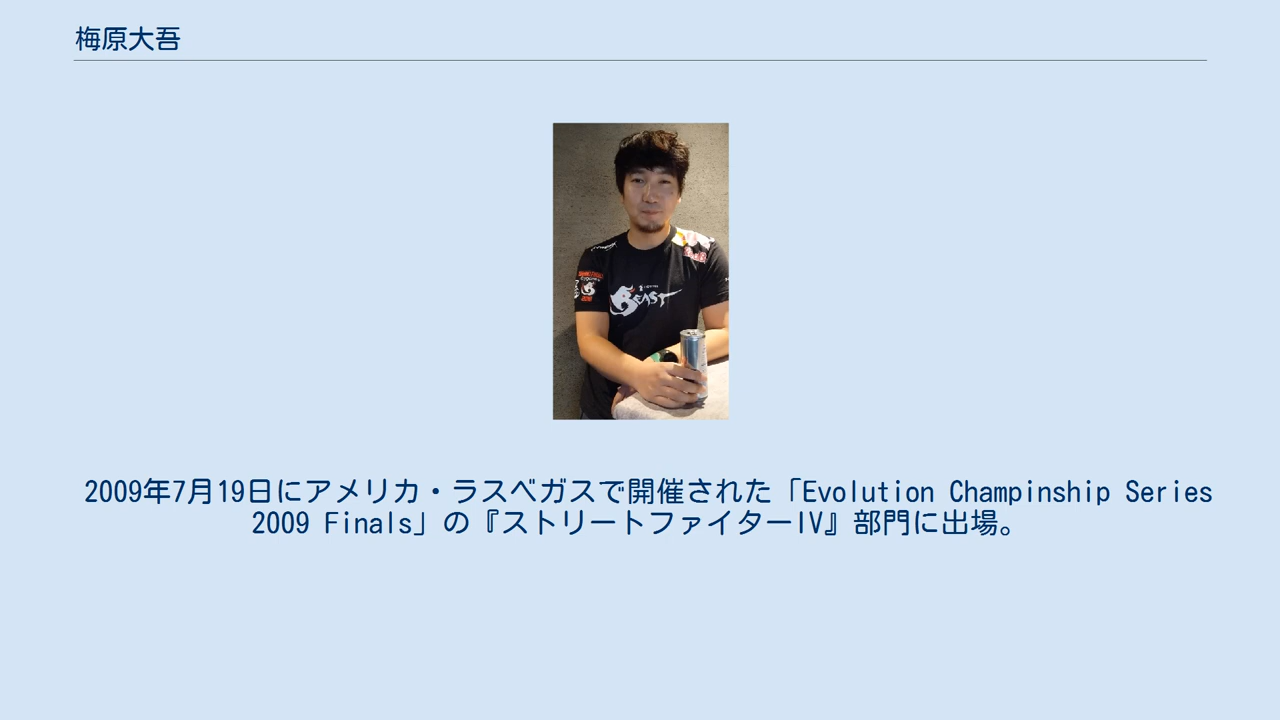 梅原大吾
BEAST
2009年7月19日にアメリカ・ラスベガスで開催された「Evolution Champinship Series
2009 Finals」の『ストリートファイターIV』部門に出場。